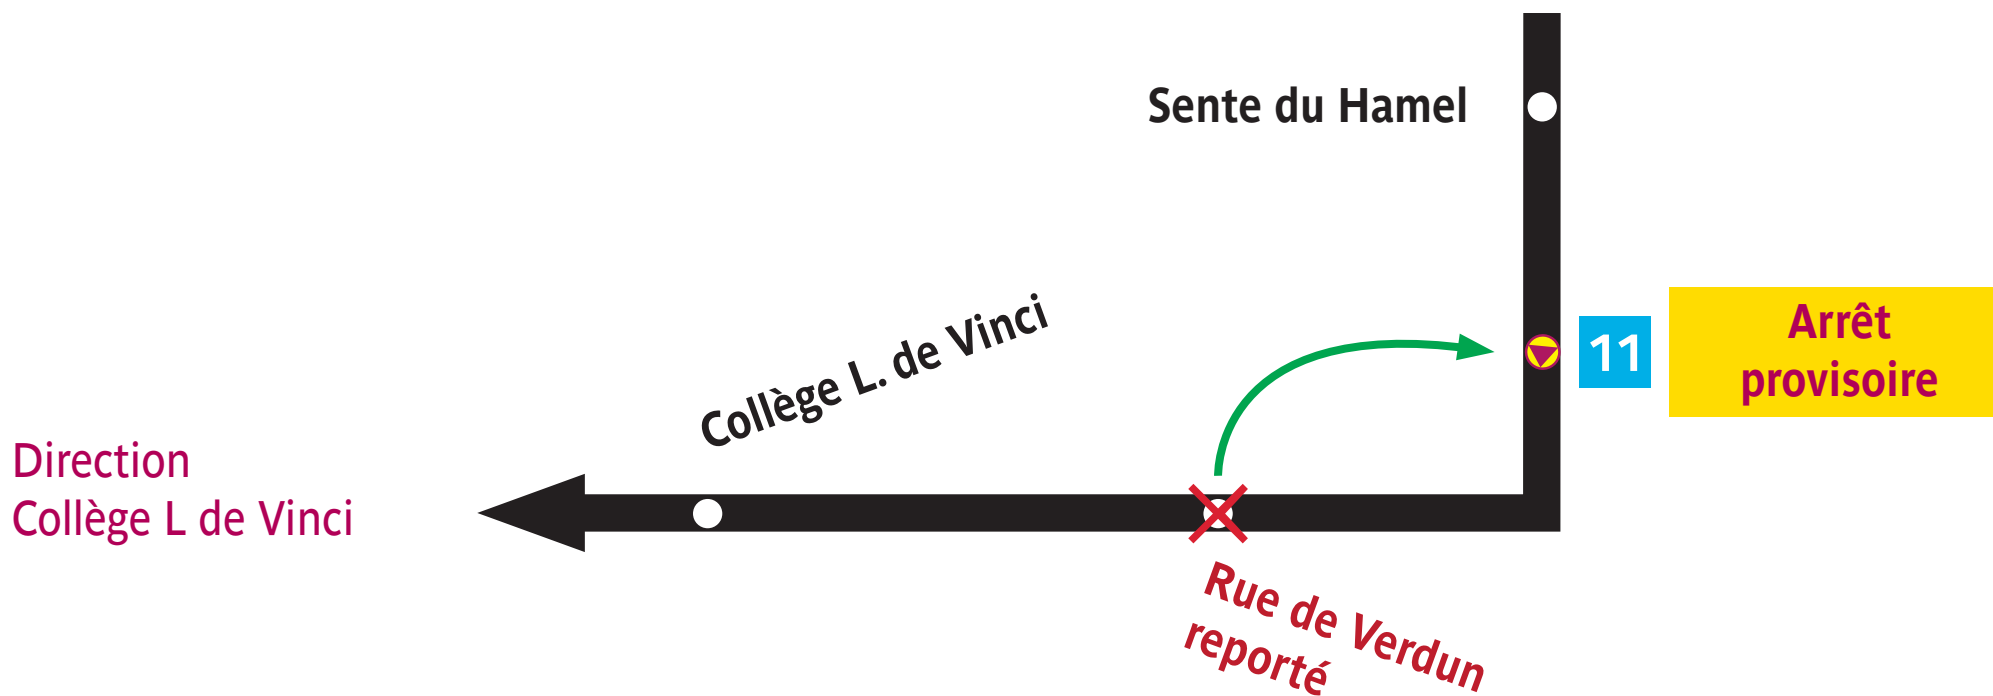 Sente du Hamel
Collège L. de Vinci
11
Arrêt
provisoire
Direction
Collège L de Vinci
Rue de Verdun
reporté